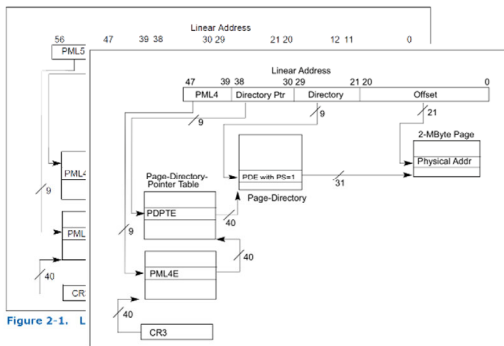 Linear Address
56 47 39 38 30 29 21 20 12 11 0
PML5
Linear Address
47 39 38 30 29 21 20 0
PML4 Directory Ptr Directory Offset
9 9 21
2-MByte Page
Physical Addr
PDE with PS=1
31
Page-Directory
Page-Directory-
Pointer Table
PDPTE
40
PML4
9
PML
9
40
PML4E
40
40
CR3
CR
Figure 2-1. L